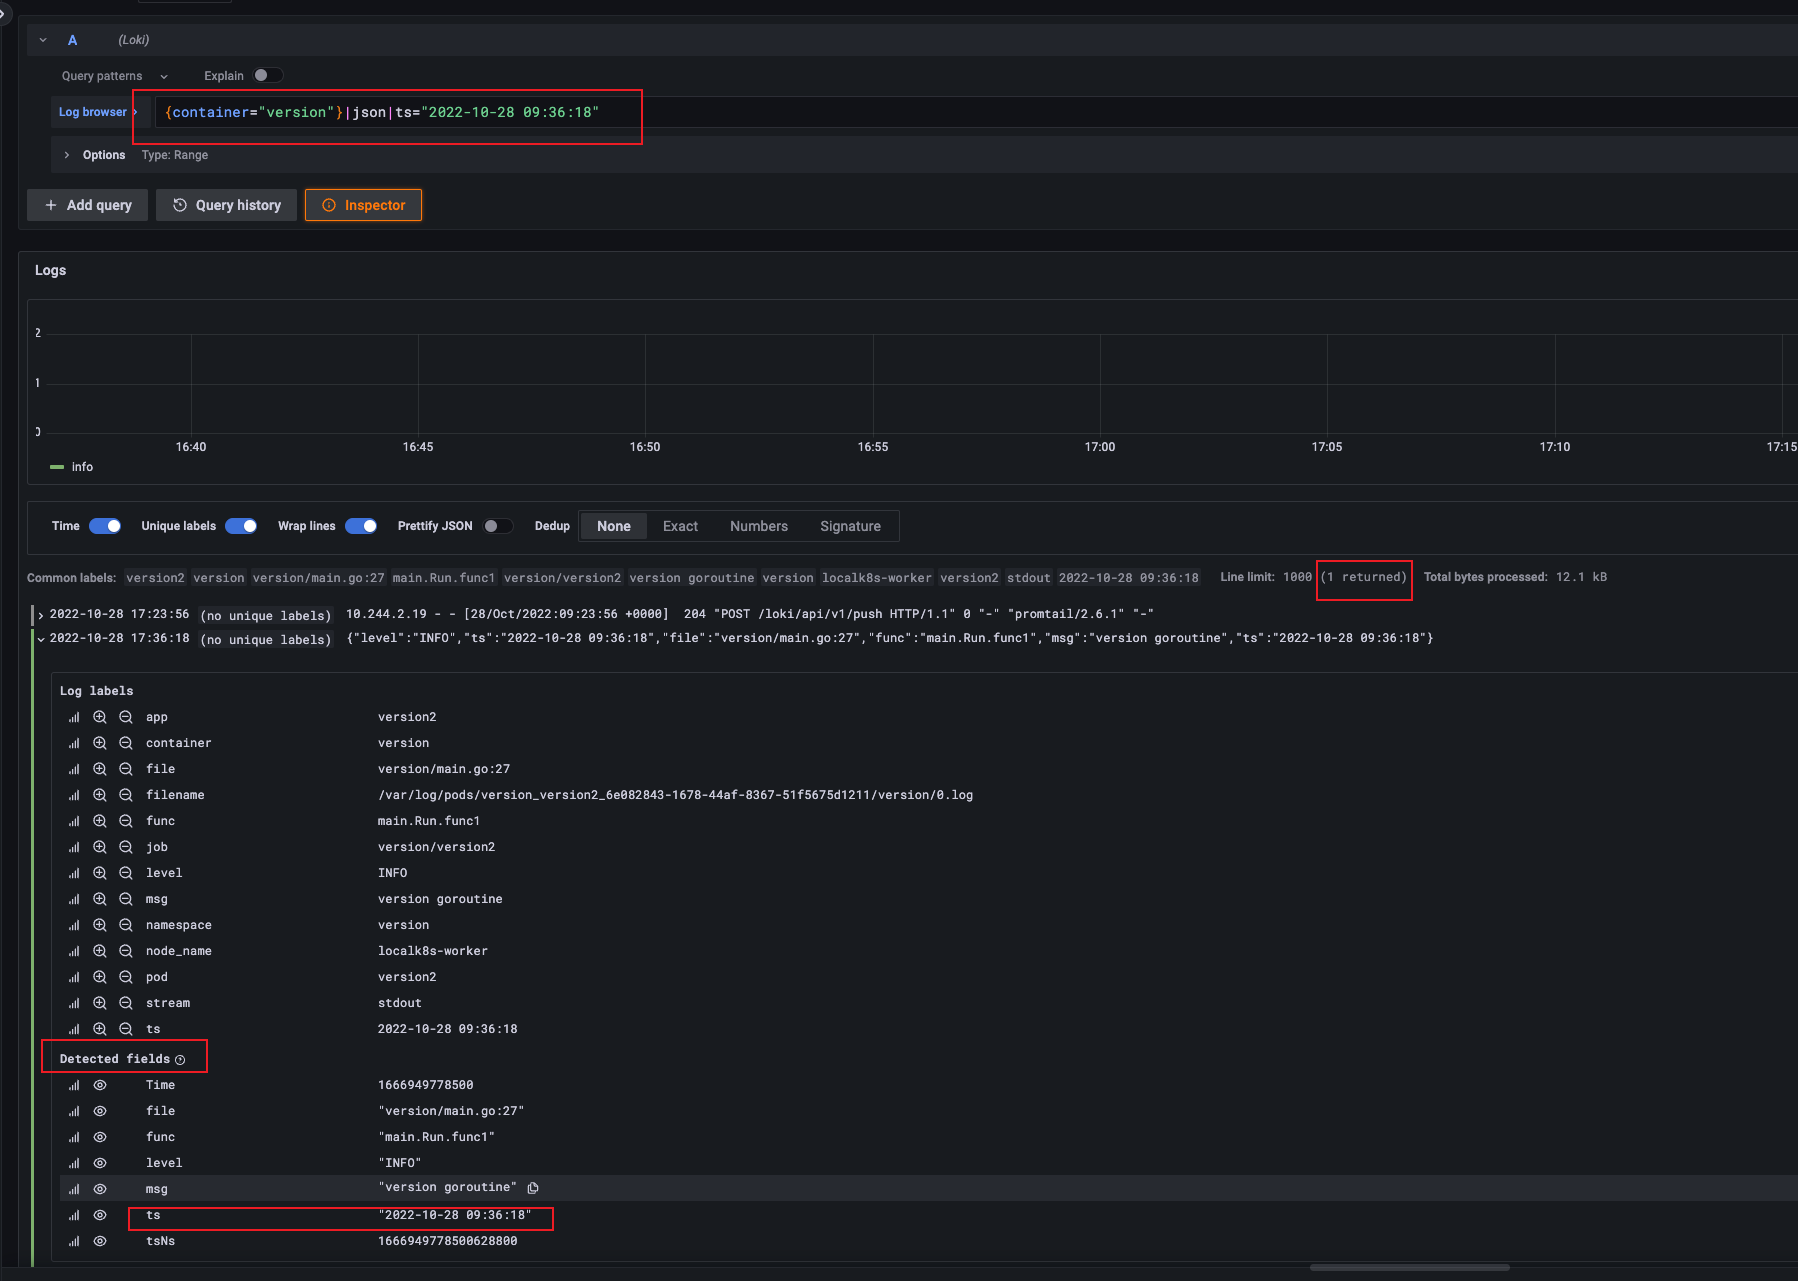 A (Loki)
Query patterns Explain
Log browser {container="version"}|json|ts="2022-10-28 09:36:18"
Options Type: Range
Add query Query history Inspector
Logs
2
1
0
16:40 16:45 16:50 16:55 17:00 17:05 17:10 17:15
info
Time Unique labels Wrap lines Prettify JSON Dedup None Exact Numbers Signature
Common labels: version2 version version/main.go:27 main.Run.func1 version/version2 version goroutine version localk8s-worker version2 stdout 2022-10-28 09:36:18 Line limit: 1000 (1 returned) Total bytes processed: 12.1 kB
2022-10-28 17:23:56 (no unique labels) 10.244.2.19 - - [28/Oct/2022:09:23:56 +0000] 204 "POST /loki/api/v1/push HTTP/1.1" 0 "-" "promtail/2.6.1" "-"
2022-10-28 17:36:18 (no unique labels) {"level":"INFO","ts":"2022-10-28 09:36:18","file":"version/main.go:27","func":"main.Run.func1","msg":"version goroutine","ts":"2022-10-28 09:36:18"}
Log labels
app version2
container version
file version/main.go:27
filename /var/log/pods/version_version2_6e082843-1678-44af-8367-51f5675d1211/version/0.log
func main.Run.func1
job version/version2
level INFO
msg version goroutine
namespace version
node_name localk8s-worker
pod version2
stream stdout
ts 2022-10-28 09:36:18
Detected fields
Time 1666949778500
file "version/main.go:27"
func "main.Run.func1"
level "INFO"
msg "version goroutine"
ts "2022-10-28 09:36:18"
tsNs 1666949778500628800